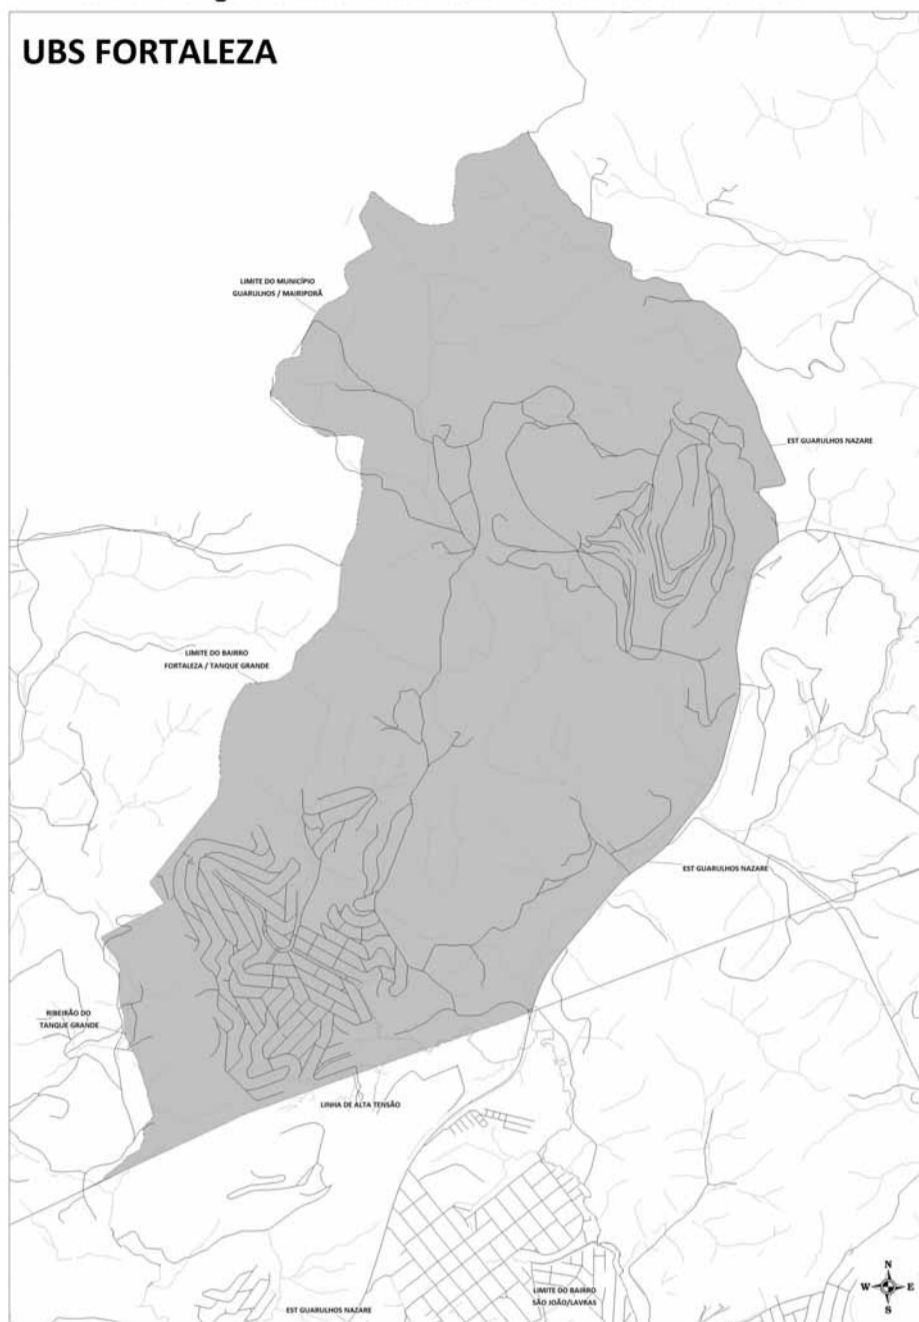 UBS FORTALEZA
LIMITE DO MUNICÍPIO
GUARULHOS / MAIRIPORÃ
EST GUARULHOS NAZARE
LIMITE DO BAIRRO
FORTALEZA / TANQUE GRANDE
EST GUARULHOS NAZARE
RIBEIRÃO DO
TANQUE GRANDE
LINHA DE ALTA TENSÃO
N
W E
S
LIMITE DO BAIRRO
SÃO JOÃO/LAVRAS
EST GUARULHOS NAZARE